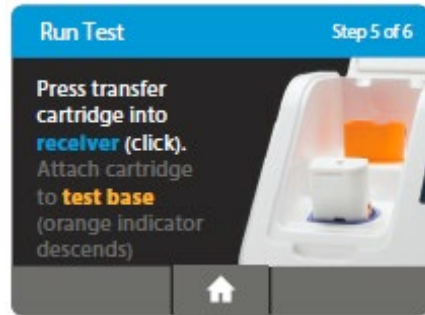 Run Test
Step 5 of 6
Press transfer
cartridge into
receiver (click).
Attach cartridge
to test base
(orange indicator
descends)